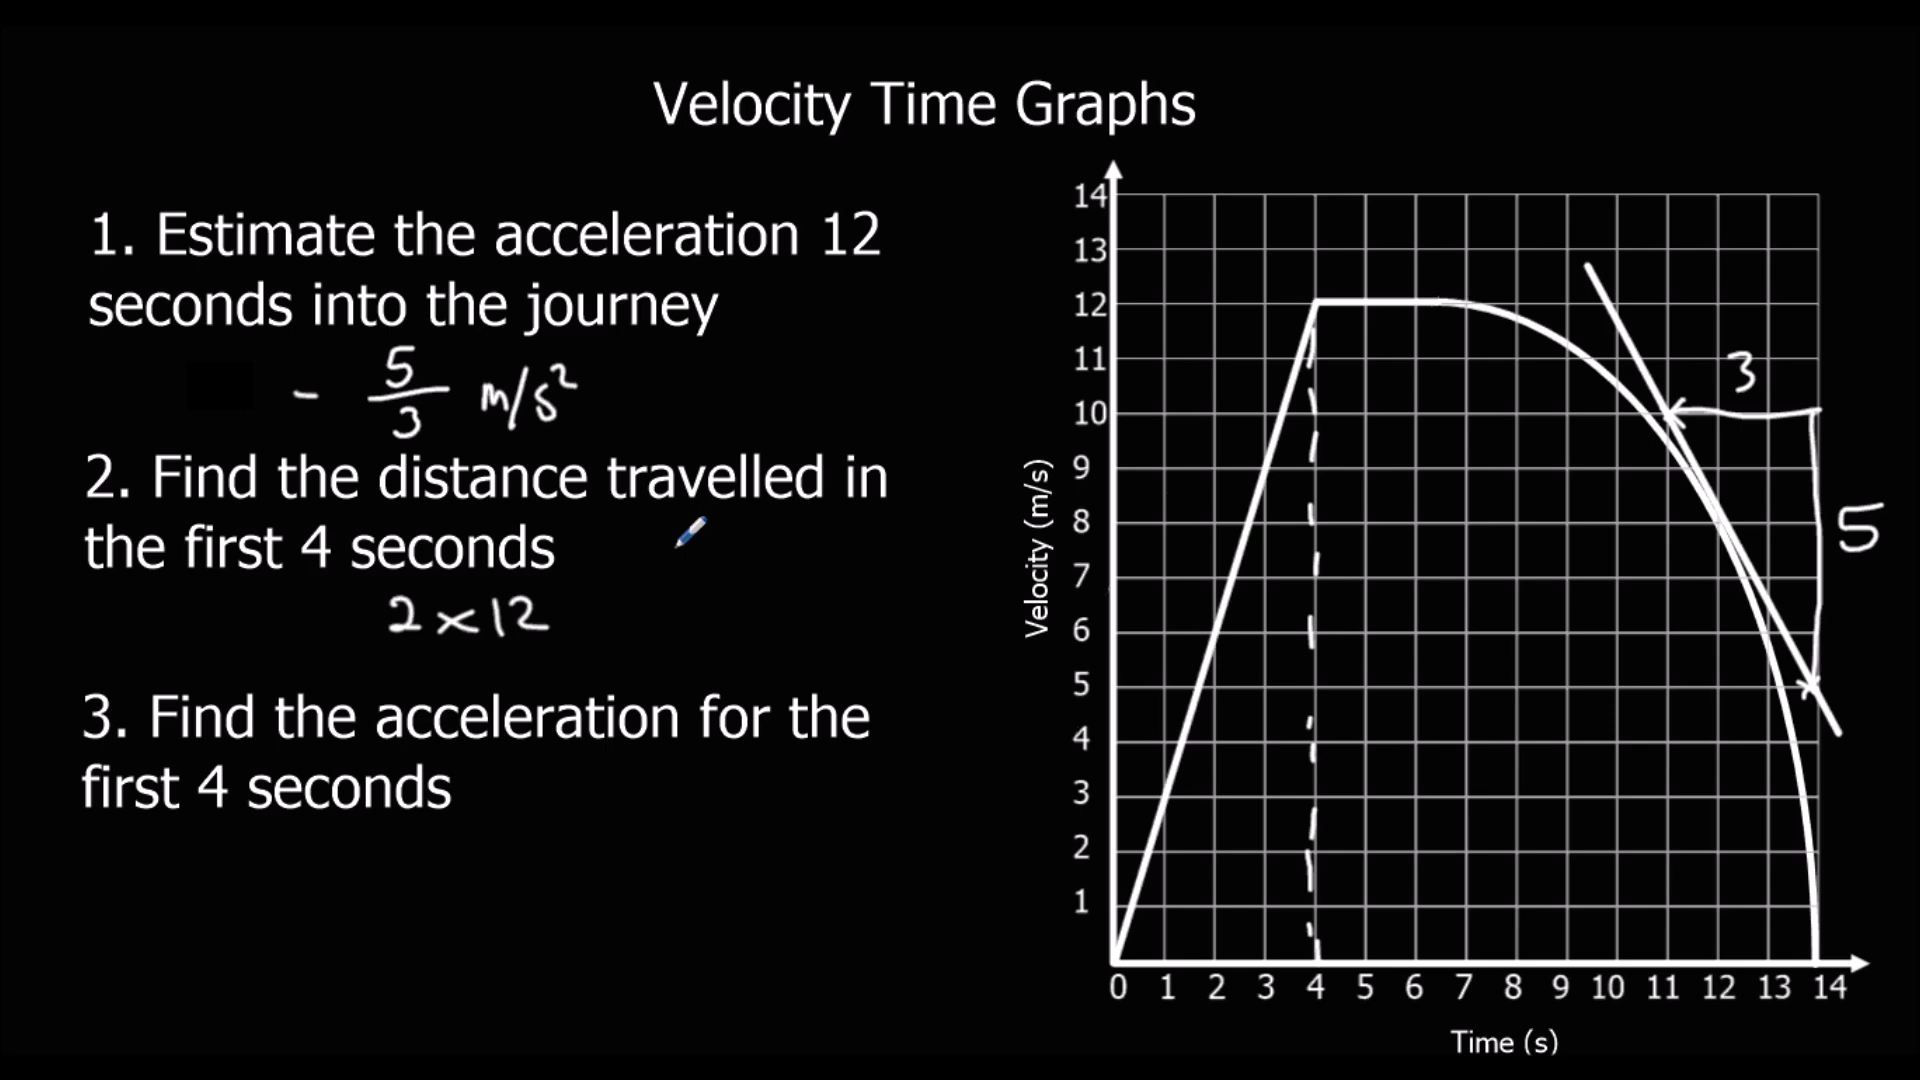 Velocity Time Graphs
1. Estimate the acceleration 12
seconds into the journey
- 5/3 m/s²
2. Find the distance travelled in
the first 4 seconds
2 × 12
3. Find the acceleration for the
first 4 seconds
14
13
12
11
10
9
8
7
6
5
4
3
2
1
Velocity (m/s)
3
5
0 1 2 3 4 5 6 7 8 9 10 11 12 13 14
Time (s)